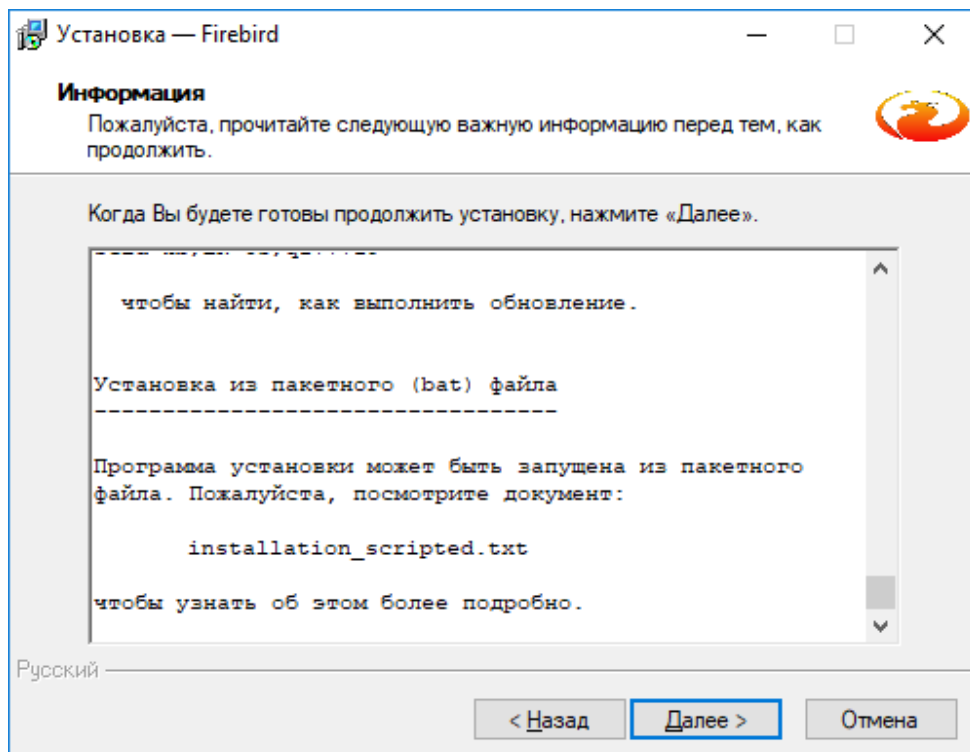 Установка — Firebird
Информация
Пожалуйста, прочитайте следующую важную информацию перед тем, как
продолжить.
Когда Вы будете готовы продолжить установку, нажмите «Далее».
чтобы найти, как выполнить обновление.
Установка из пакетного (bat) файла
----------------------------------
Программа установки может быть запущена из пакетного
файла. Пожалуйста, посмотрите документ:
installation_scripted.txt
чтобы узнать об этом более подробно.
Русский
< Назад
Далее >
Отмена